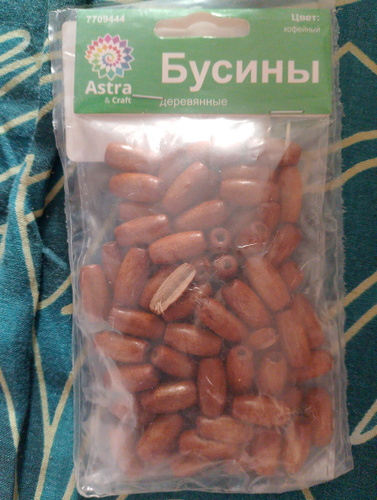 7709444
Цвет:
кофейный
Astra
& Craft
Бусины
деревянные